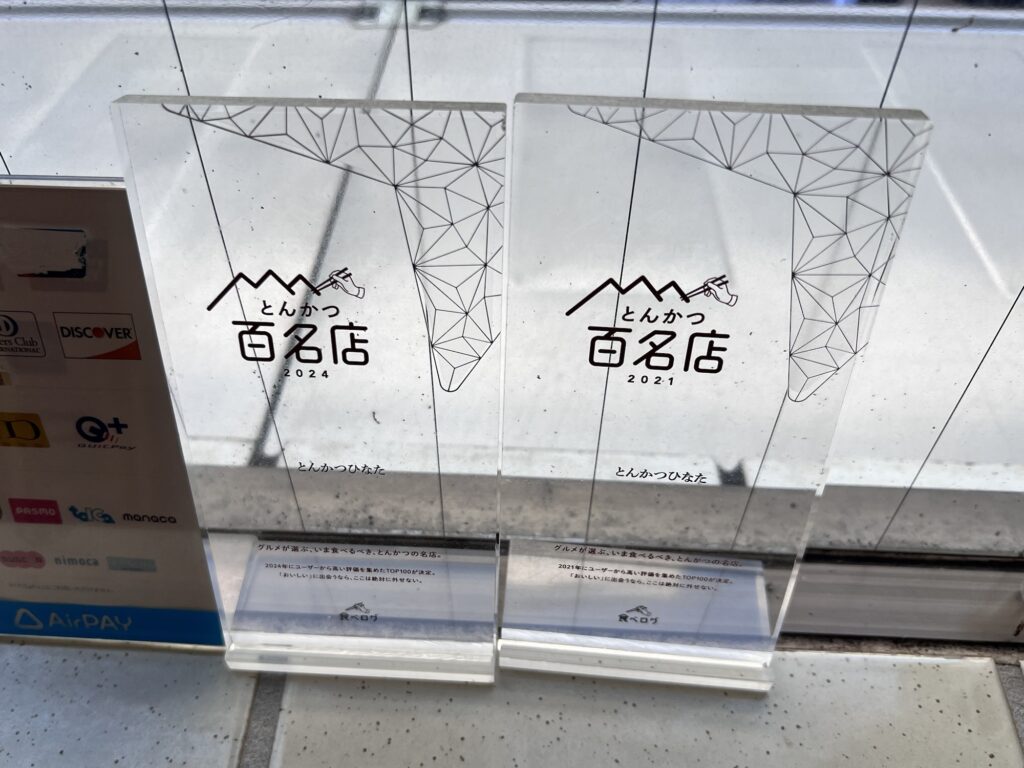 とんかつ
百名店
2024
とんかつひなた
グルメが選ぶ、いま食べるべき、とんかつの名店。
2024年にユーザーから高い評価を集めたTOP100が決定。
「おいしい」に出会うなら、ここは絶対に外せない。
食べログ
とんかつ
百名店
2021
とんかつひなた
グルメが選ぶ、いま食べるべき、とんかつの名店。
2021年にユーザーから高い評価を集めたTOP100が決定。
「おいしい」に出会うなら、ここは絶対に外せない。
食べログ
DISCOVER
QUICPay
PASMO
manaca
nimoca
AirPAY